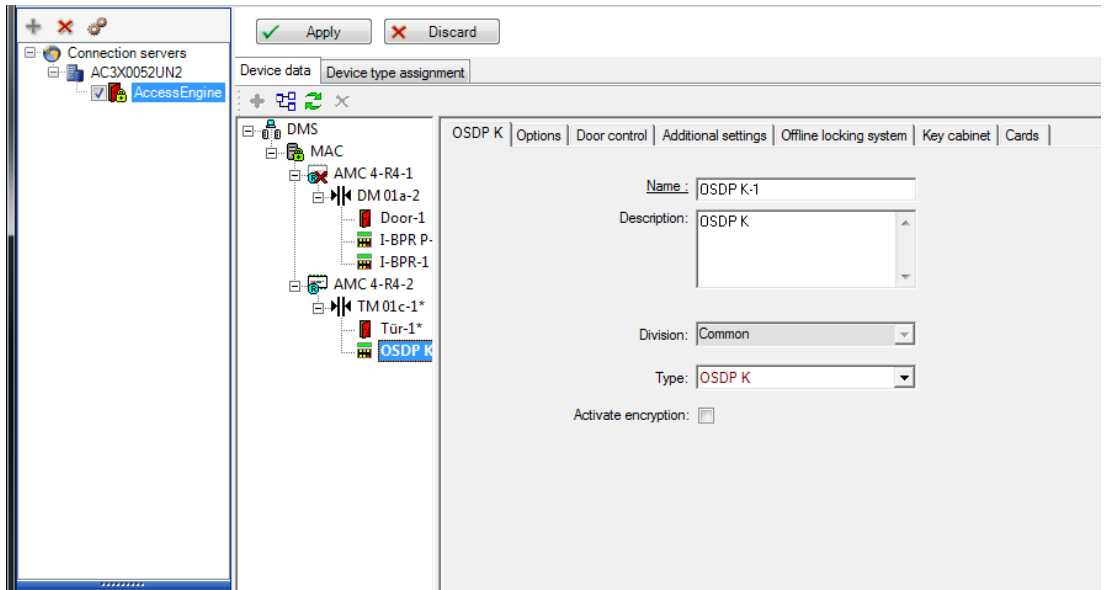 Apply
Discard
Connection servers
AC3X0052UN2
AccessEngine
Device data
Device type assignment
DMS
MAC
AMC 4-R4-1
DM 01a-2
Door-1
I-BPR P-
I-BPR-1
AMC 4-R4-2
TM 01c-1*
Tür-1*
OSDP K
OSDP K
Options
Door control
Additional settings
Offline locking system
Key cabinet
Cards
Name :
OSDP K-1
Description:
OSDP K
Division:
Common
Type:
OSDP K
Activate encryption: